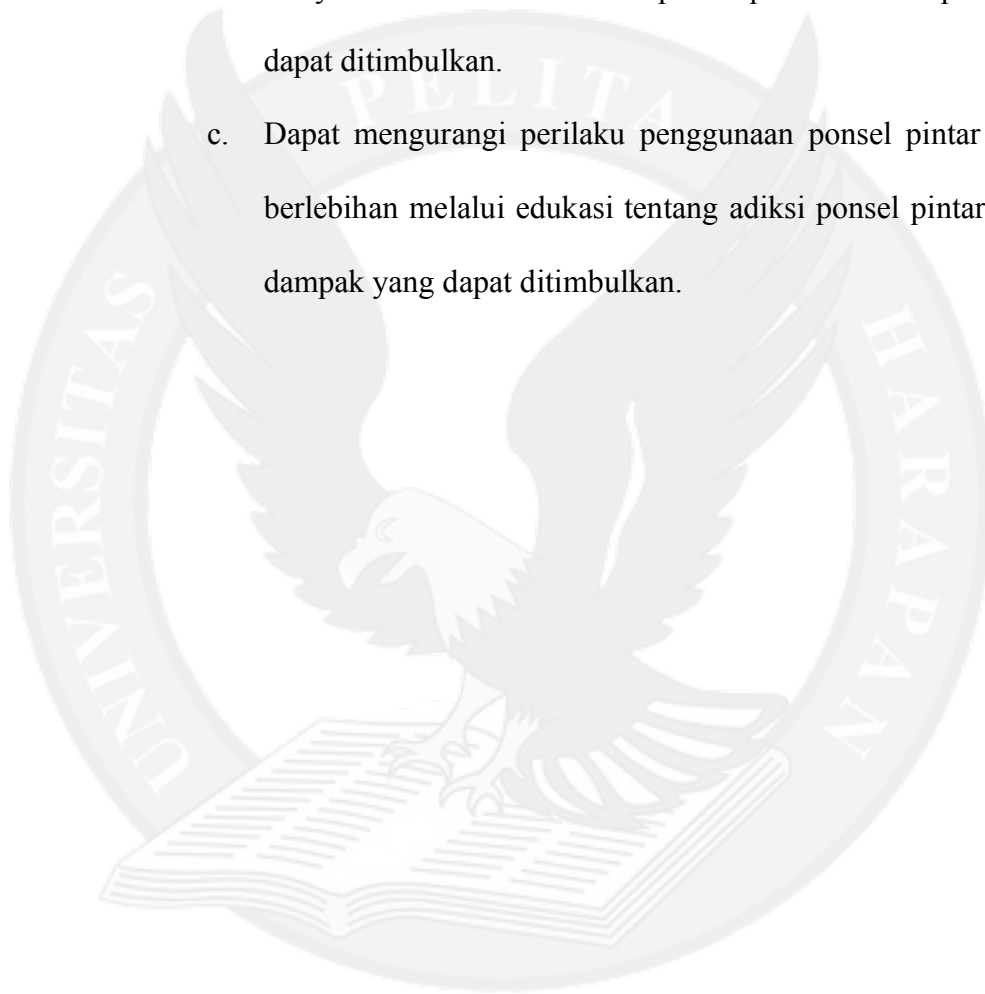 dapat ditimbulkan.
c. Dapat mengurangi perilaku penggunaan ponsel pintar
berlebihan melalui edukasi tentang adiksi ponsel pintar
dampak yang dapat ditimbulkan.
UNIVERSITAS PELITA HARAPAN